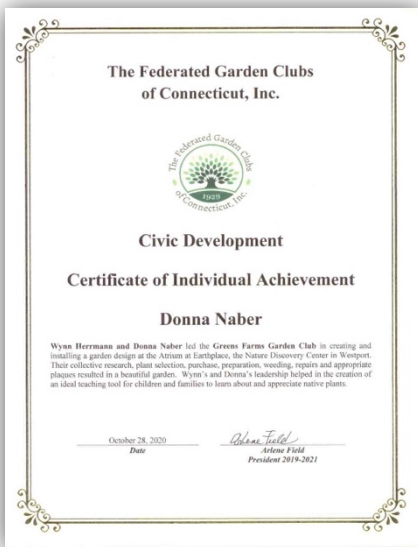 The Federated Garden Clubs
of Connecticut, Inc.
The Federated Garden Clubs
1929
of Connecticut, Inc.
Civic Development
Certificate of Individual Achievement
Donna Naber
Wynn Herrmann and Donna Naber led the Greens Farms Garden Club in creating and
installing a garden design at the Atrium at Earthplace, the Nature Discovery Center in Westport.
Their collective research, plant selection, purchase, preparation, weeding, repairs and appropriate
plaques resulted in a beautiful garden. Wynn's and Donna's leadership helped in the creation of
an ideal teaching tool for children and families to learn about and appreciate native plants.
October 28, 2020
Arlene Field
Date
Arlene Field
President 2019-2021